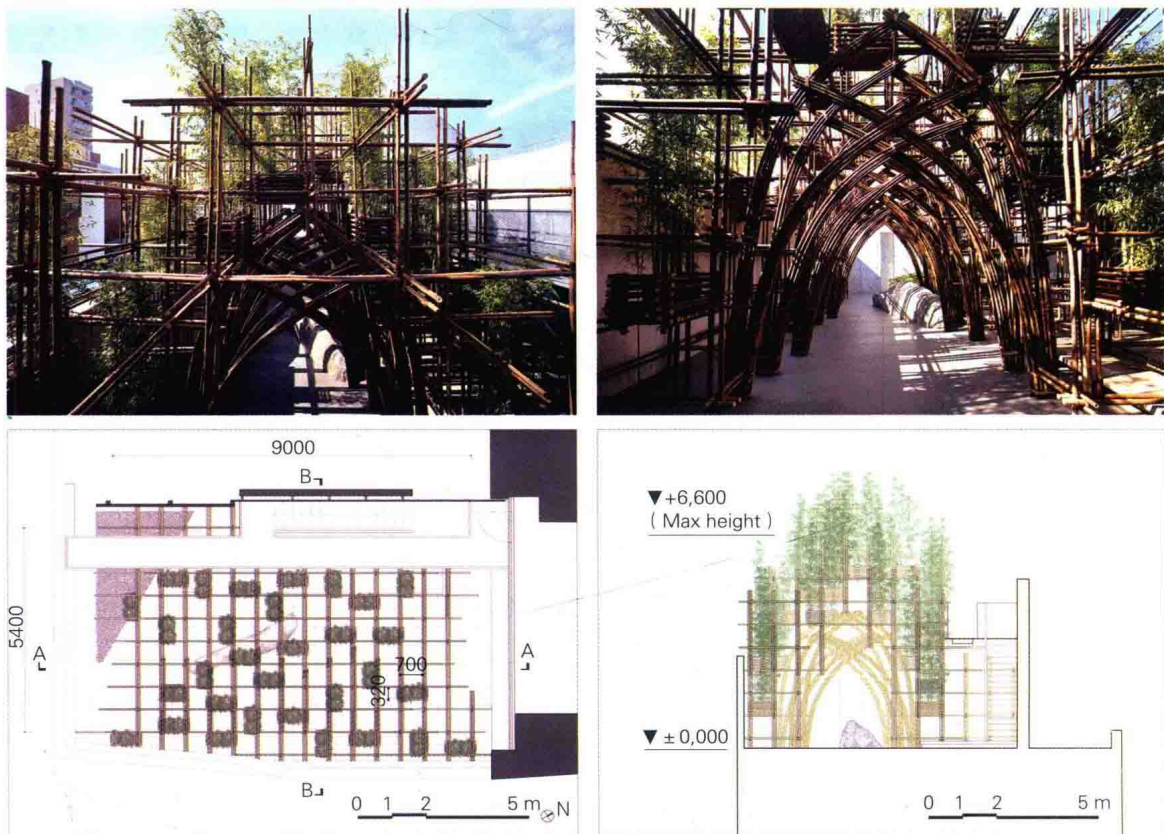 9000
B
5400
A
A
700
320
B
0 1 2 5 m
N
▼+6,600
( Max height )
▼ ± 0,000
0 1 2 5 m